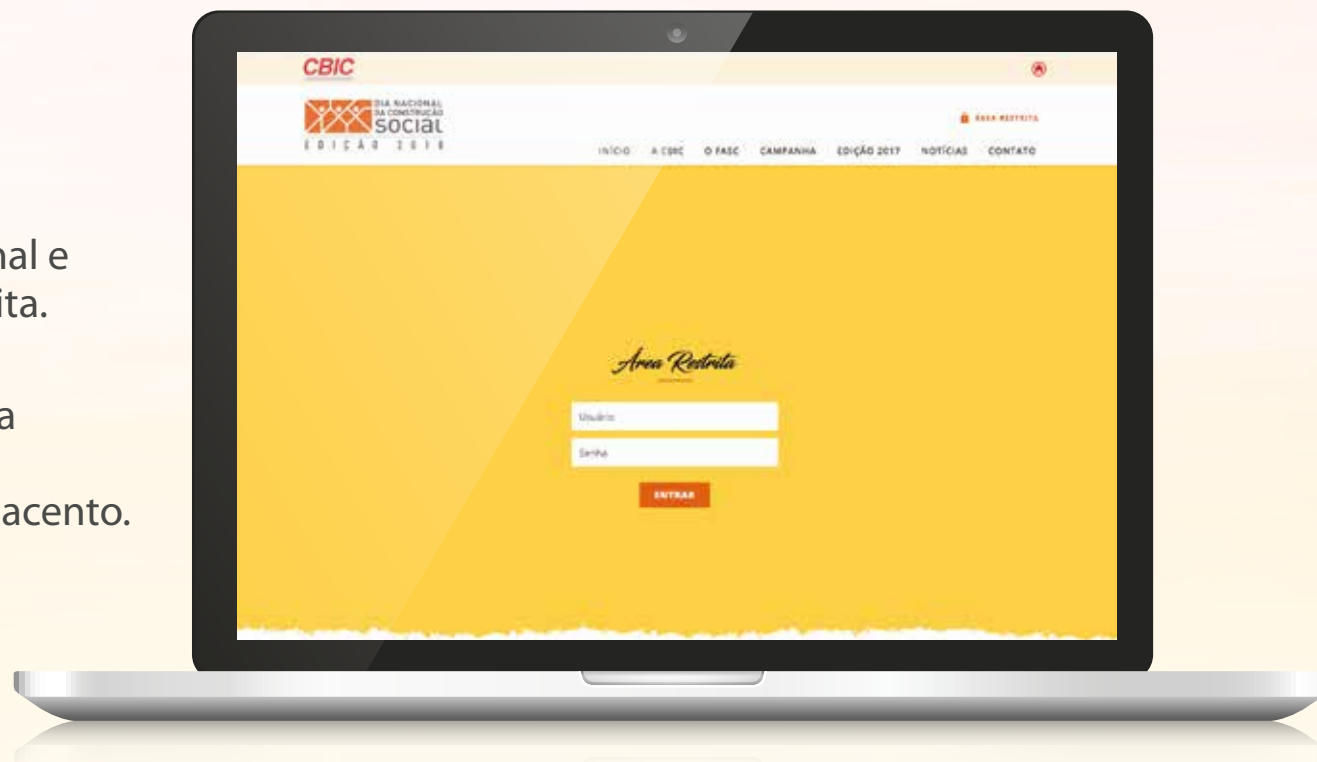 nal e
ita.
a
acento.
CBIC
DIA NACIONAL
DA CONSTRUÇÃO
SOCIAL
EDIÇÃO 2018
ÁREA RESTRITA
INÍCIO A CBIC O FASC CAMPANHA EDIÇÃO 2017 NOTÍCIAS CONTATO
Área Restrita
Usuário
Senha
ENTRAR